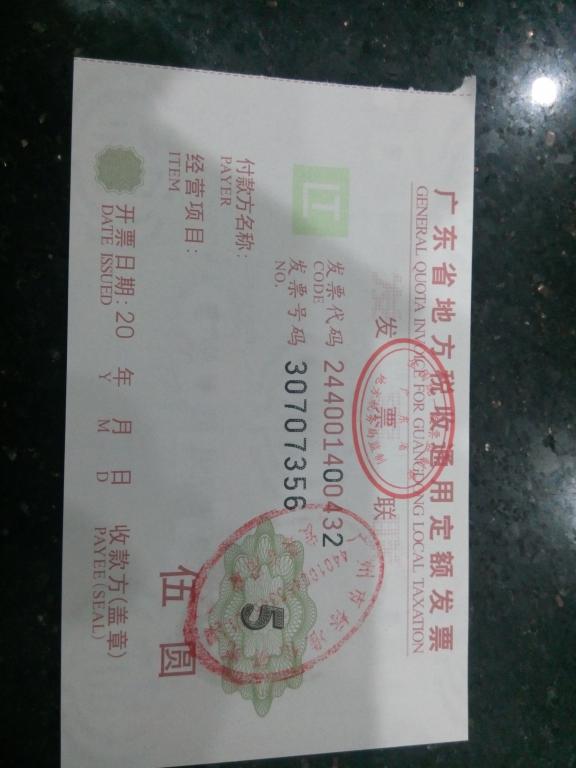 广东省地方税收通用定额发票
GENERAL QUOTA INVOICE FOR GUANGDONG LOCAL TAXATION
发票联
LT
发票代码 244001400432
CODE
发票号码 30707356
NO.
付款方名称:
PAYER
经营项目:
ITEM
5
伍圆
开票日期: 20 年 月 日 收款方(盖章)
DATE ISSUED Y M D PAYEE(SEAL)